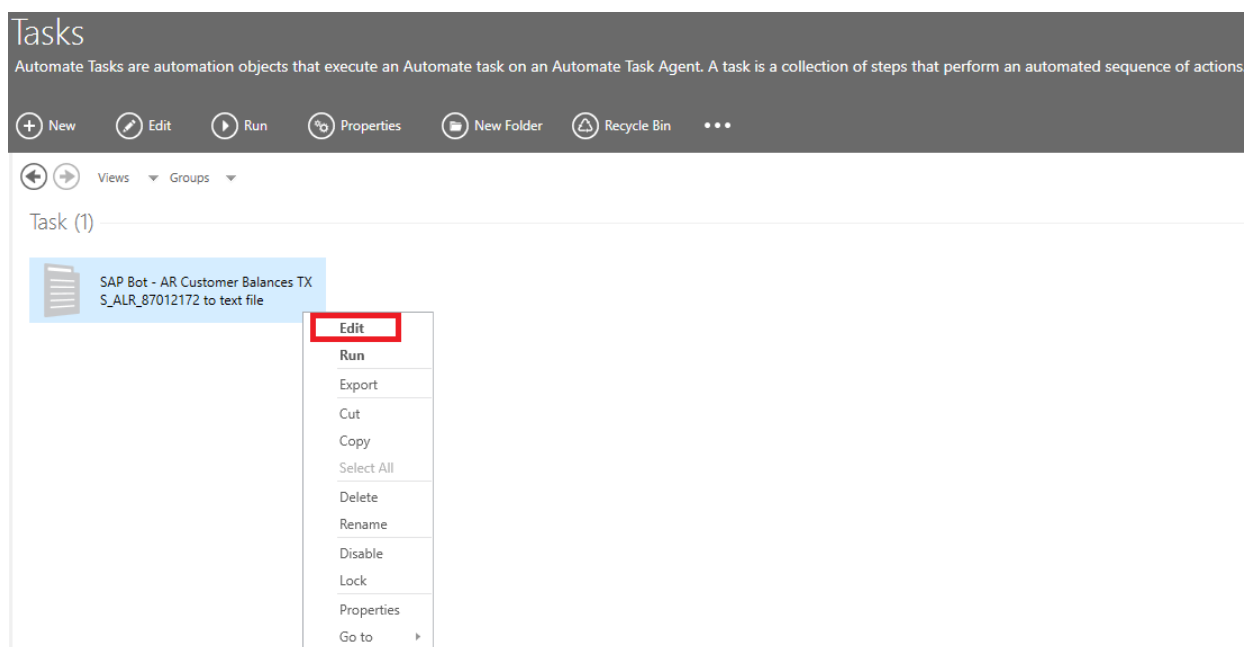 Tasks
Automate Tasks are automation objects that execute an Automate task on an Automate Task Agent. A task is a collection of steps that perform an automated sequence of actions.
New Edit Run Properties New Folder Recycle Bin
Views Groups
Task (1)
SAP Bot - AR Customer Balances TX
S_ALR_87012172 to text file
Edit
Run
Export
Cut
Copy
Select All
Delete
Rename
Disable
Lock
Properties
Go to